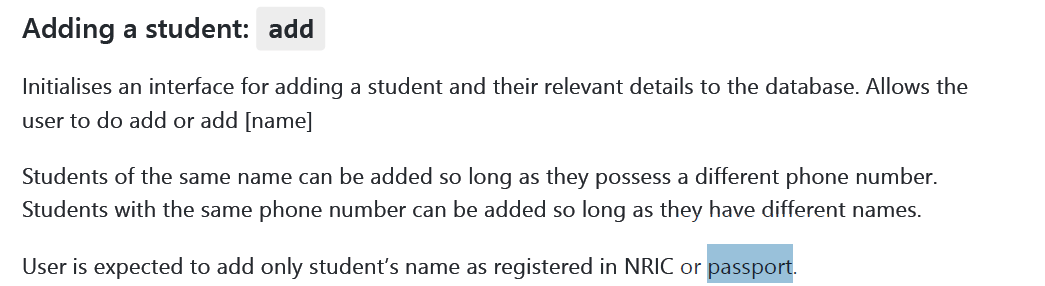 Adding a student: add
Initialises an interface for adding a student and their relevant details to the database. Allows the
user to do add or add [name]
Students of the same name can be added so long as they possess a different phone number.
Students with the same phone number can be added so long as they have different names.
User is expected to add only student’s name as registered in NRIC or passport.